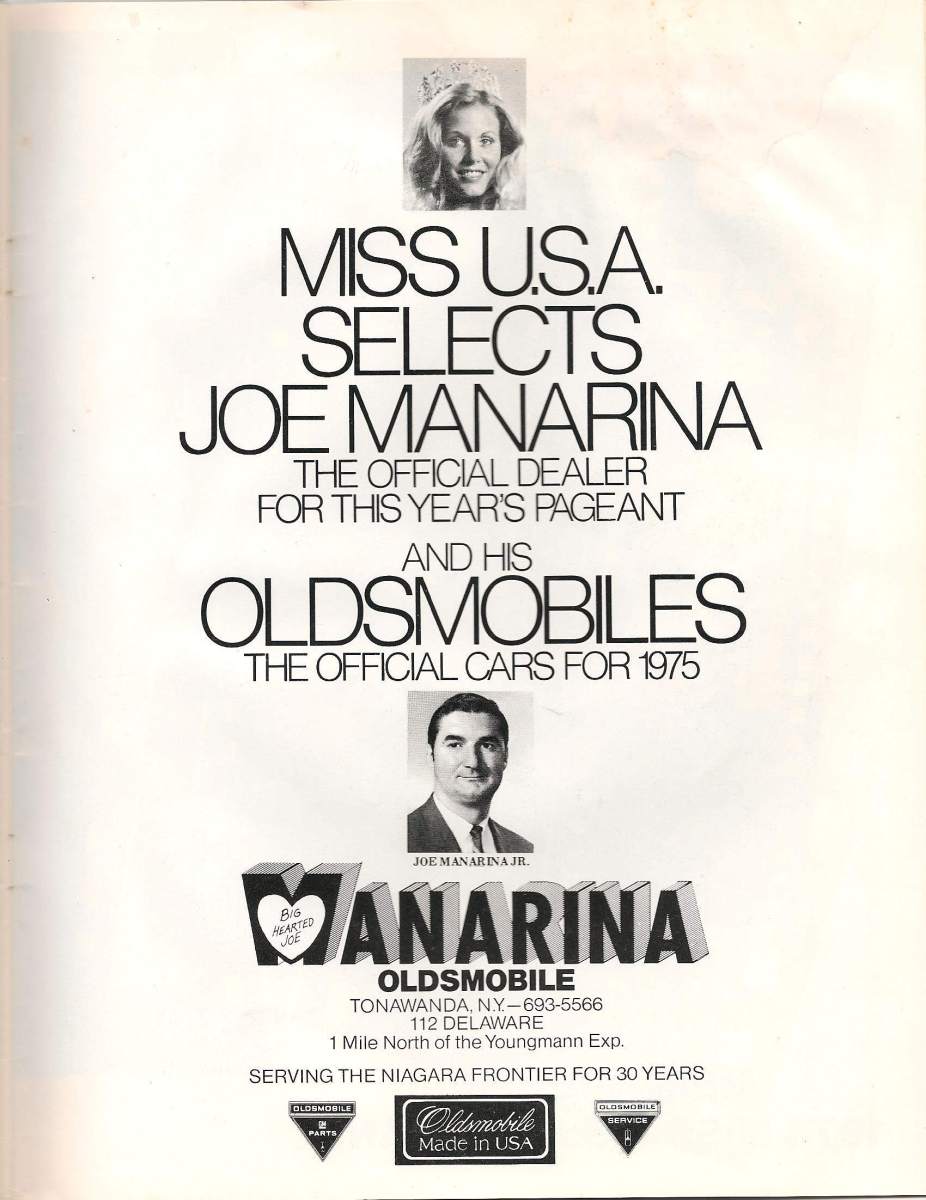 MISS U.S.A.
SELECTS
JOE MANARINA
THE OFFICIAL DEALER
FOR THIS YEAR'S PAGEANT
AND HIS
OLDSMOBILES
THE OFFICIAL CARS FOR 1975
JOE MANARINA JR.
BIG
HEARTED
JOE
MANARINA
OLDSMOBILE
TONAWANDA, N.Y.—693-5566
112 DELAWARE
1 Mile North of the Youngmann Exp.
SERVING THE NIAGARA FRONTIER FOR 30 YEARS
OLDSMOBILE
GM
PARTS
Oldsmobile
Made in USA
OLDSMOBILE
SERVICE